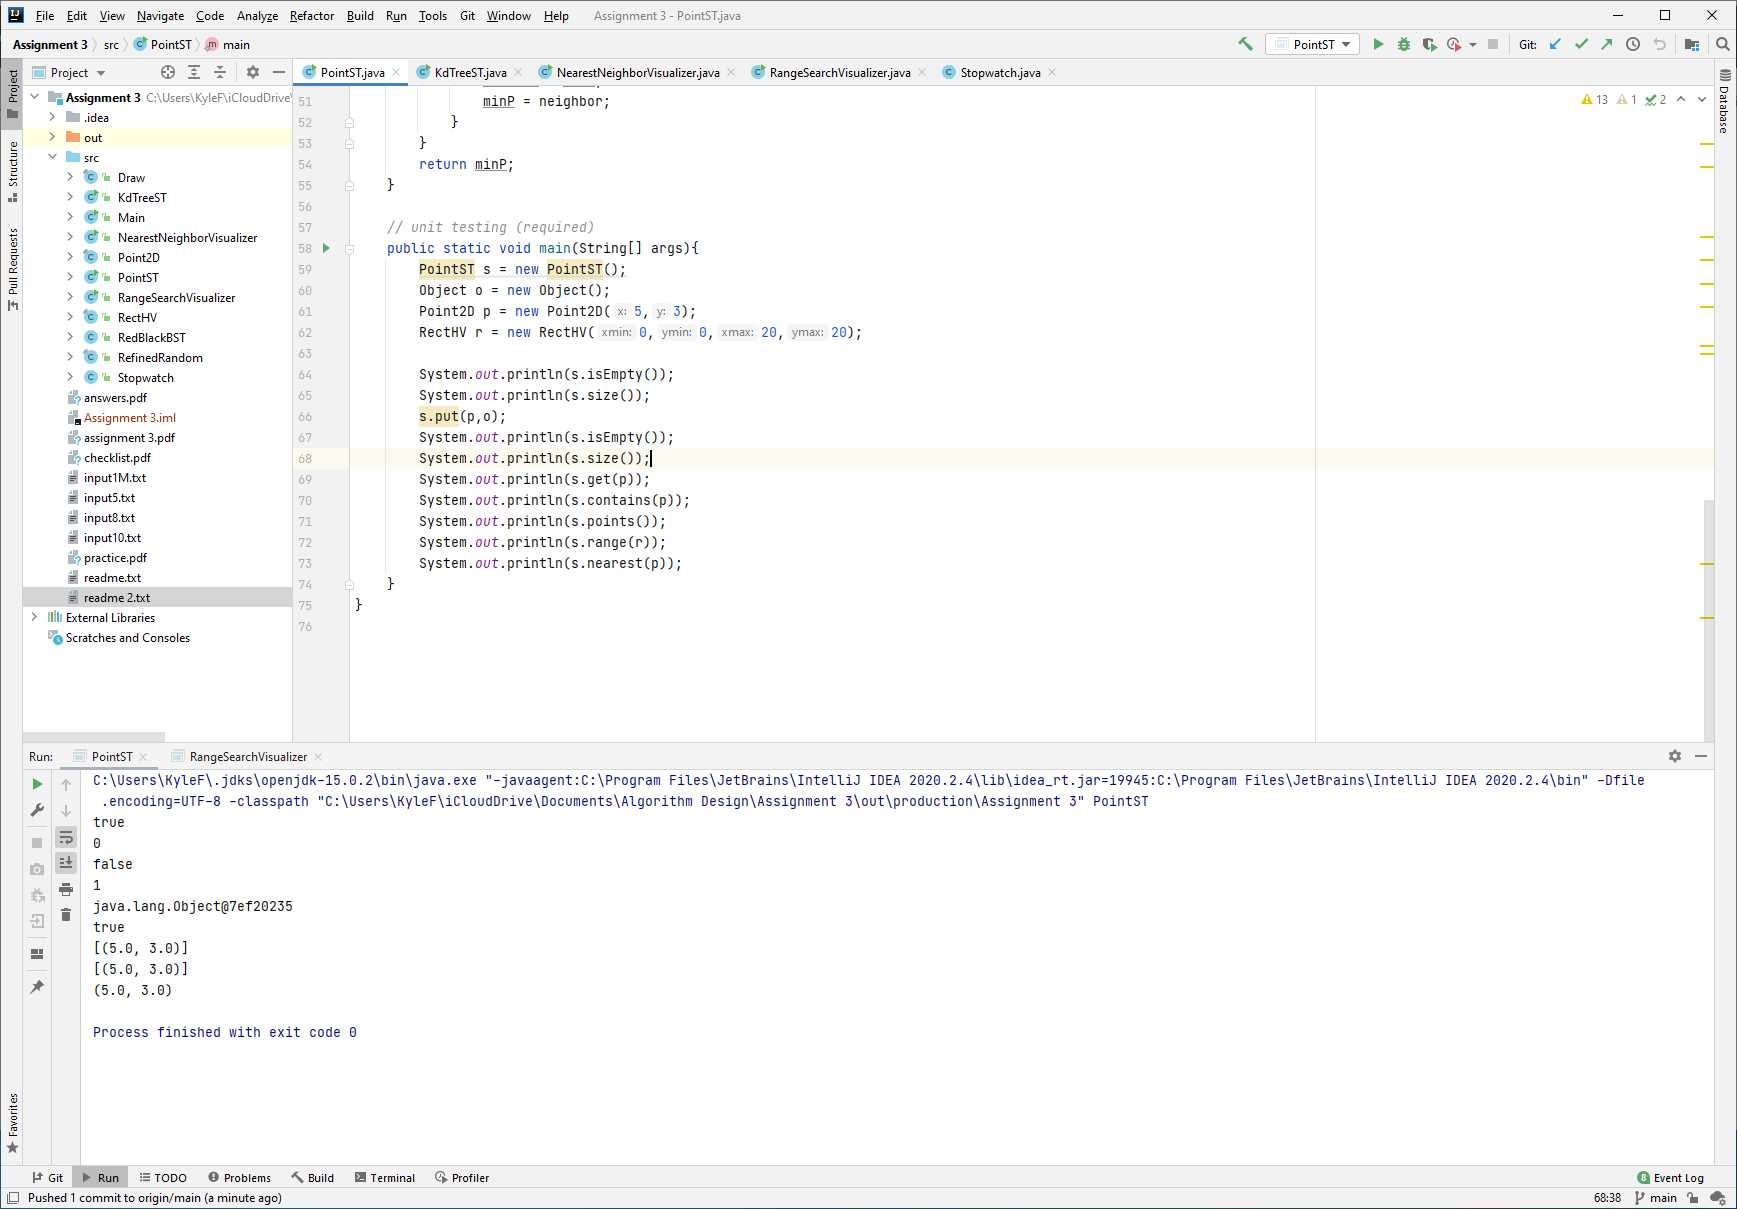 File Edit View Navigate Code Analyze Refactor Build Run Tools Git Window Help Assignment 3 - PointST.java
Assignment 3 src PointST main
PointST
Git:
Project
PointST.java KdTreeST.java NearestNeighborVisualizer.java RangeSearchVisualizer.java Stopwatch.java
Project
Structure
Pull Requests
Favorites
Database
Assignment 3 C:\Users\KyleF\iCloudDrive\
.idea
out
src
Draw
KdTreeST
Main
NearestNeighborVisualizer
Point2D
PointST
RangeSearchVisualizer
RectHV
RedBlackBST
RefinedRandom
Stopwatch
answers.pdf
Assignment 3.iml
assignment 3.pdf
checklist.pdf
input1M.txt
input5.txt
input8.txt
input10.txt
practice.pdf
readme.txt
readme 2.txt
External Libraries
Scratches and Consoles
13 1 2
51 minP = neighbor;
52 }
53 }
54 return minP;
55 }
56
57 // unit testing (required)
58 public static void main(String[] args){
59 PointST s = new PointST();
60 Object o = new Object();
61 Point2D p = new Point2D( x: 5, y: 3);
62 RectHV r = new RectHV( xmin: 0, ymin: 0, xmax: 20, ymax: 20);
63
64 System.out.println(s.isEmpty());
65 System.out.println(s.size());
66 s.put(p,o);
67 System.out.println(s.isEmpty());
68 System.out.println(s.size());
69 System.out.println(s.get(p));
70 System.out.println(s.contains(p));
71 System.out.println(s.points());
72 System.out.println(s.range(r));
73 System.out.println(s.nearest(p));
74 }
75 }
76
Run: PointST RangeSearchVisualizer
C:\Users\KyleF\.jdks\openjdk-15.0.2\bin\java.exe "-javaagent:C:\Program Files\JetBrains\IntelliJ IDEA 2020.2.4\lib\idea_rt.jar=19945:C:\Program Files\JetBrains\IntelliJ IDEA 2020.2.4\bin" -Dfile
.encoding=UTF-8 -classpath "C:\Users\KyleF\iCloudDrive\Documents\Algorithm Design\Assignment 3\out\production\Assignment 3" PointST
true
0
false
1
java.lang.Object@7ef20235
true
[(5.0, 3.0)]
[(5.0, 3.0)]
(5.0, 3.0)
Process finished with exit code 0
Git Run TODO Problems Build Terminal Profiler 8 Event Log
Pushed 1 commit to origin/main (a minute ago) 68:38 main